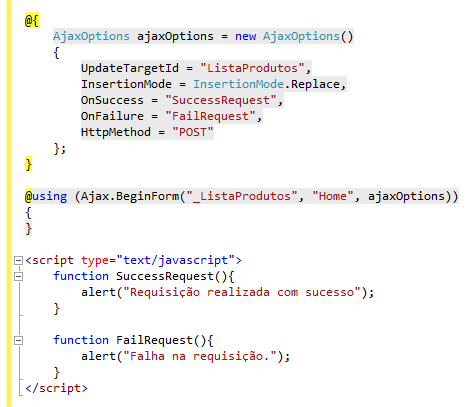 @{
    AjaxOptions ajaxOptions = new AjaxOptions()
    {
        UpdateTargetId = "ListaProdutos",
        InsertionMode = InsertionMode.Replace,
        OnSuccess = "SuccessRequest",
        OnFailure = "FailRequest",
        HttpMethod = "POST"
    };
}
@using (Ajax.BeginForm("_ListaProdutos", "Home", ajaxOptions))
{
}
<script type="text/javascript">
    function SuccessRequest(){
        alert("Requisição realizada com sucesso");
    }
    function FailRequest(){
        alert("Falha na requisição.");
    }
</script>